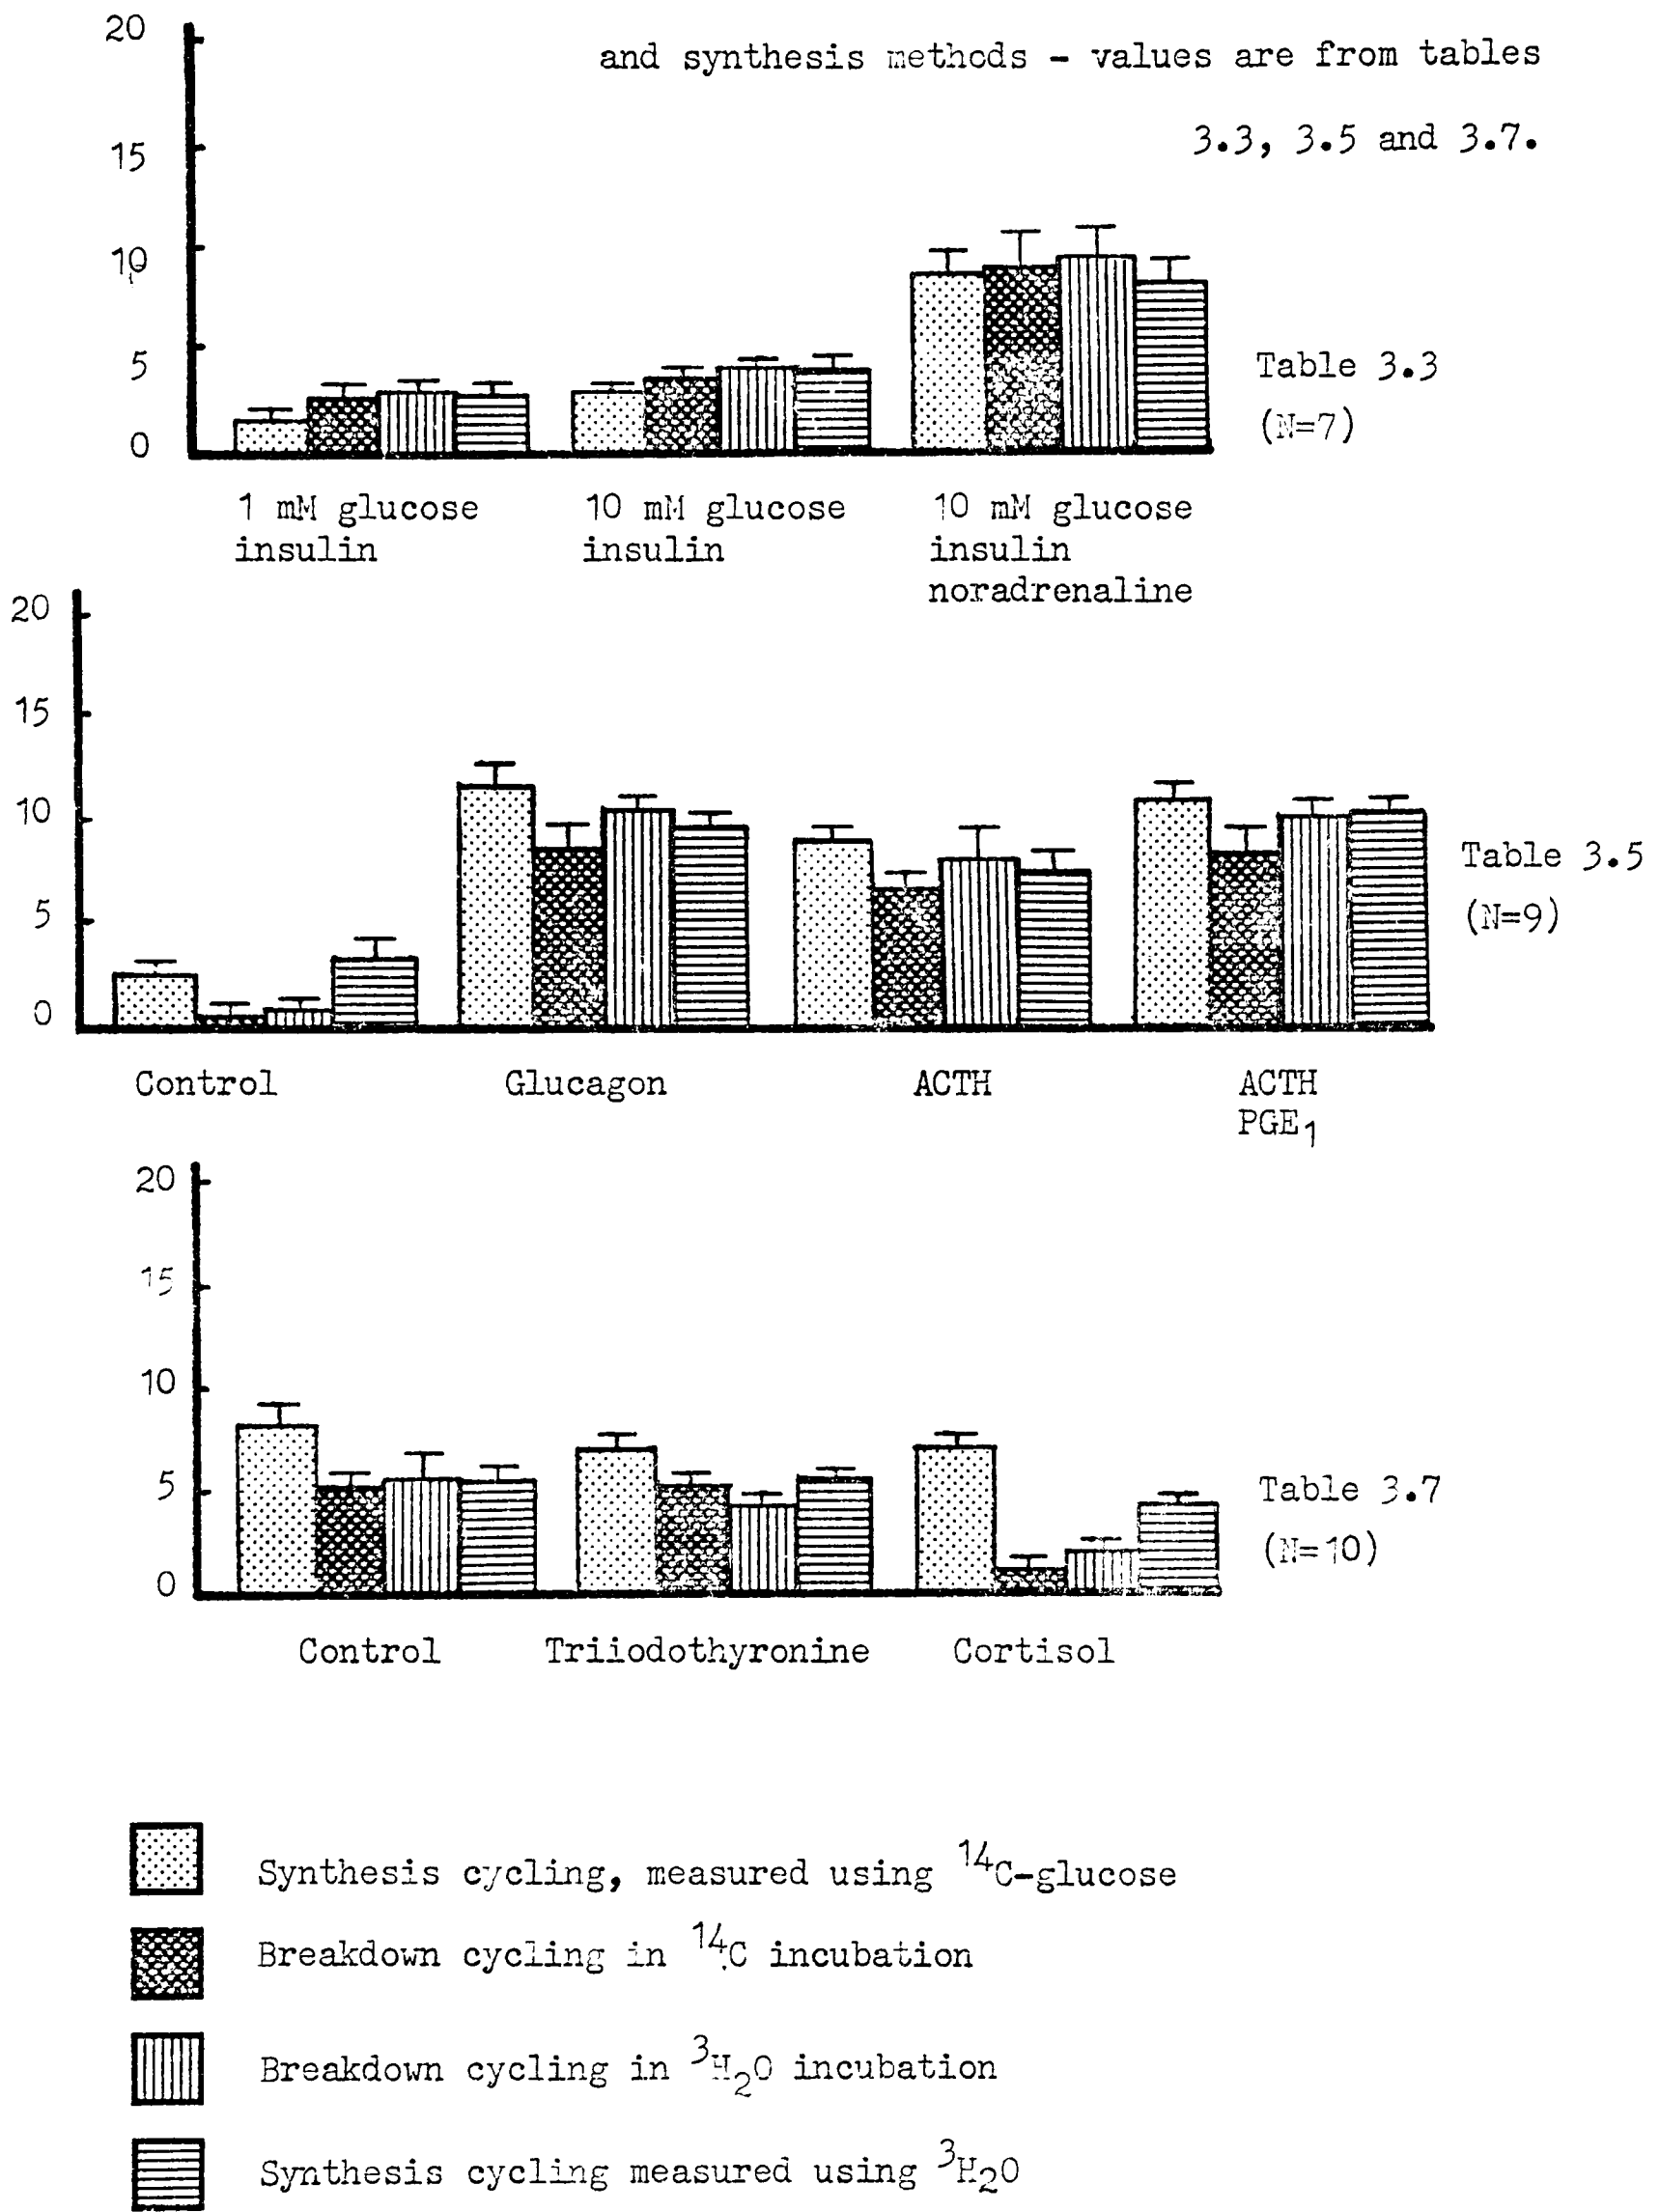 and synthesis methods - values are from tables
3.3, 3.5 and 3.7.
20
15
10
5
0
1 mM glucose
insulin
10 mM glucose
insulin
10 mM glucose
insulin
noradrenaline
Table 3.3
(N=7)
20
15
10
5
0
Control
Glucagon
ACTH
ACTH
PGE₁
Table 3.5
(N=9)
20
15
10
5
0
Control
Triiodothyronine
Cortisol
Table 3.7
(N=10)
Synthesis cycling, measured using ¹⁴C-glucose
Breakdown cycling in ¹⁴C incubation
Breakdown cycling in ³H₂O incubation
Synthesis cycling measured using ³H₂O